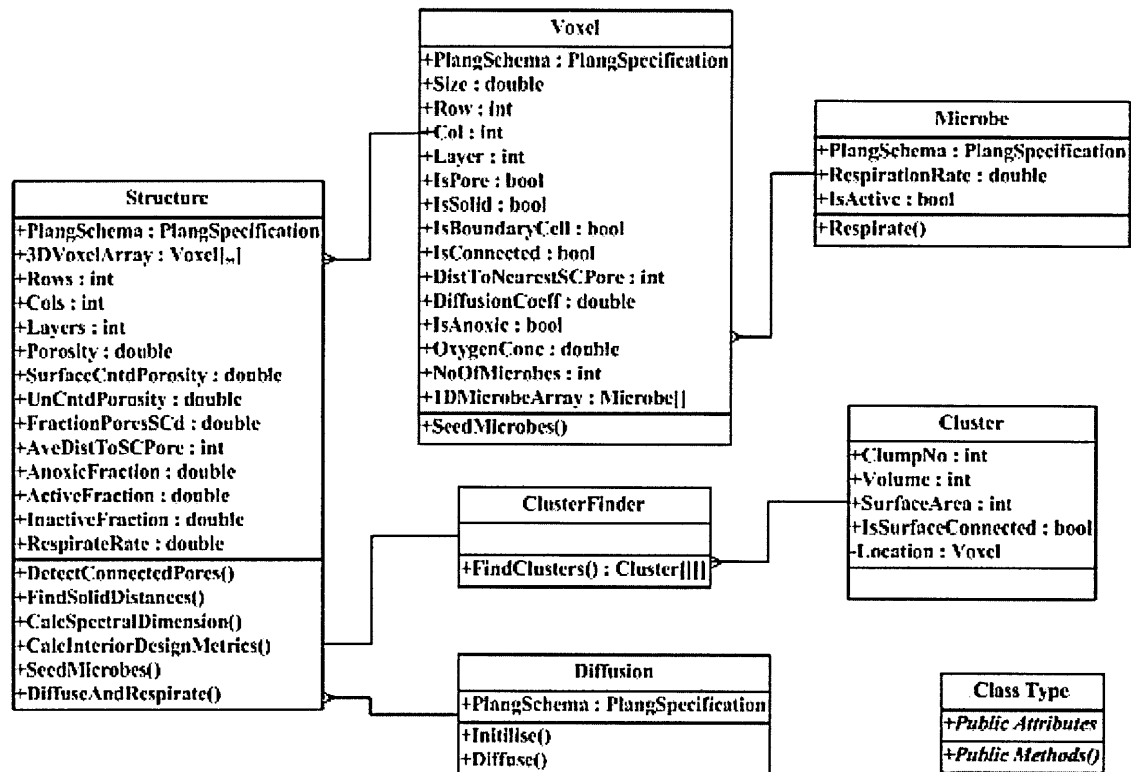 Voxel
+PlangSchema : PlangSpecification
+Size : double
+Row : int
+Col : int
+Layer : int
+IsPore : bool
+IsSolid : bool
+IsBoundaryCell : bool
+IsConnected : bool
+DistToNearestSCPore : int
+DiffusionCoeff : double
+IsAnoxic : bool
+OxygenConc : double
+NoOfMicrobes : int
+1DMicrobeArray : Microbe[]
+SeedMicrobes()
Microbe
+PlangSchema : PlangSpecification
+RespirationRate : double
+IsActive : bool
+Respirate()
Structure
+PlangSchema : PlangSpecification
+3DVoxelArray : Voxel[,,]
+Rows : int
+Cols : int
+Layers : int
+Porosity : double
+SurfaceCntdPorosity : double
+UnCntdPorosity : double
+FractionPoresSCd : double
+AveDistToSCPore : int
+AnoxicFraction : double
+ActiveFraction : double
+InactiveFraction : double
+RespirateRate : double
+DetectConnectedPores()
+FindSolidDistances()
+CalcSpectralDimension()
+CalcInteriorDesignMetrics()
+SeedMicrobes()
+DiffuseAndRespirate()
ClusterFinder
+FindClusters() : Cluster[][]
Cluster
+ClumpNo : int
+Volume : int
+SurfaceArea : int
+IsSurfaceConnected : bool
-Location : Voxel
Diffusion
+PlangSchema : PlangSpecification
+Initilise()
+Diffuse()
Class Type
+Public Attributes
+Public Methods()